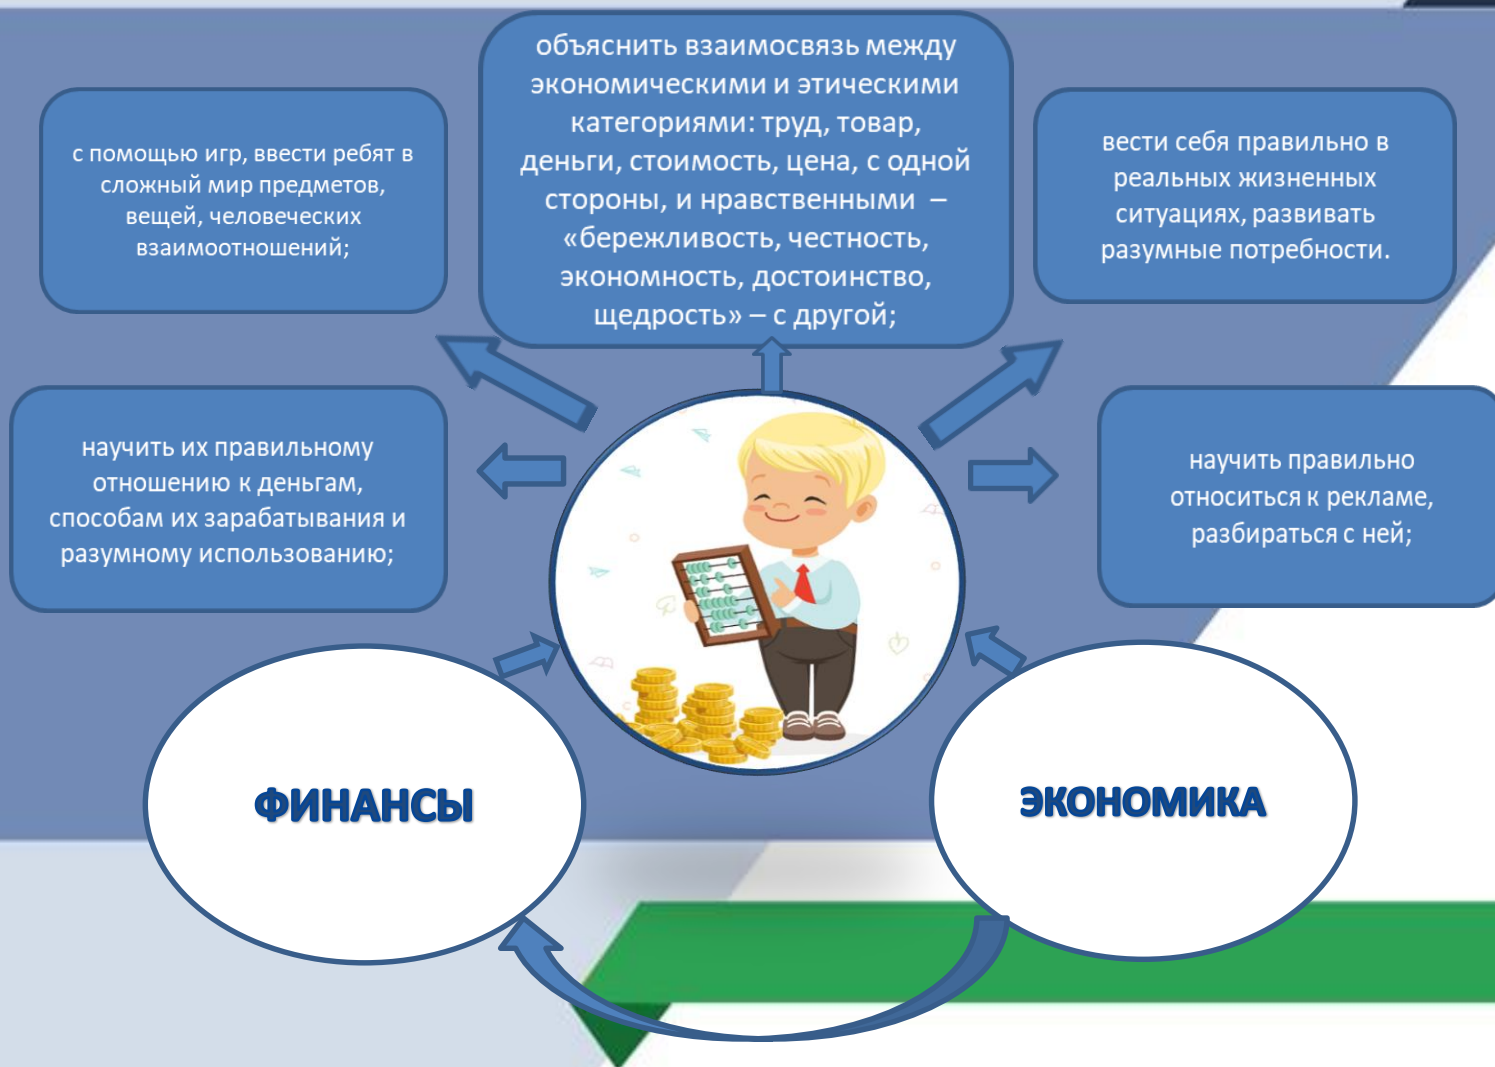 объяснить взаимосвязь между
экономическими и этическими
категориями: труд, товар,
деньги, стоимость, цена, с одной
стороны, и нравственными –
«бережливость, честность,
экономность, достоинство,
щедрость» – с другой;
с помощью игр, ввести ребят в
сложный мир предметов,
вещей, человеческих
взаимоотношений;
вести себя правильно в
реальных жизненных
ситуациях, развивать
разумные потребности.
научить их правильному
отношению к деньгам,
способам их зарабатывания и
разумному использованию;
научить правильно
относиться к рекламе,
разбираться с ней;
ФИНАНСЫ
ЭКОНОМИКА